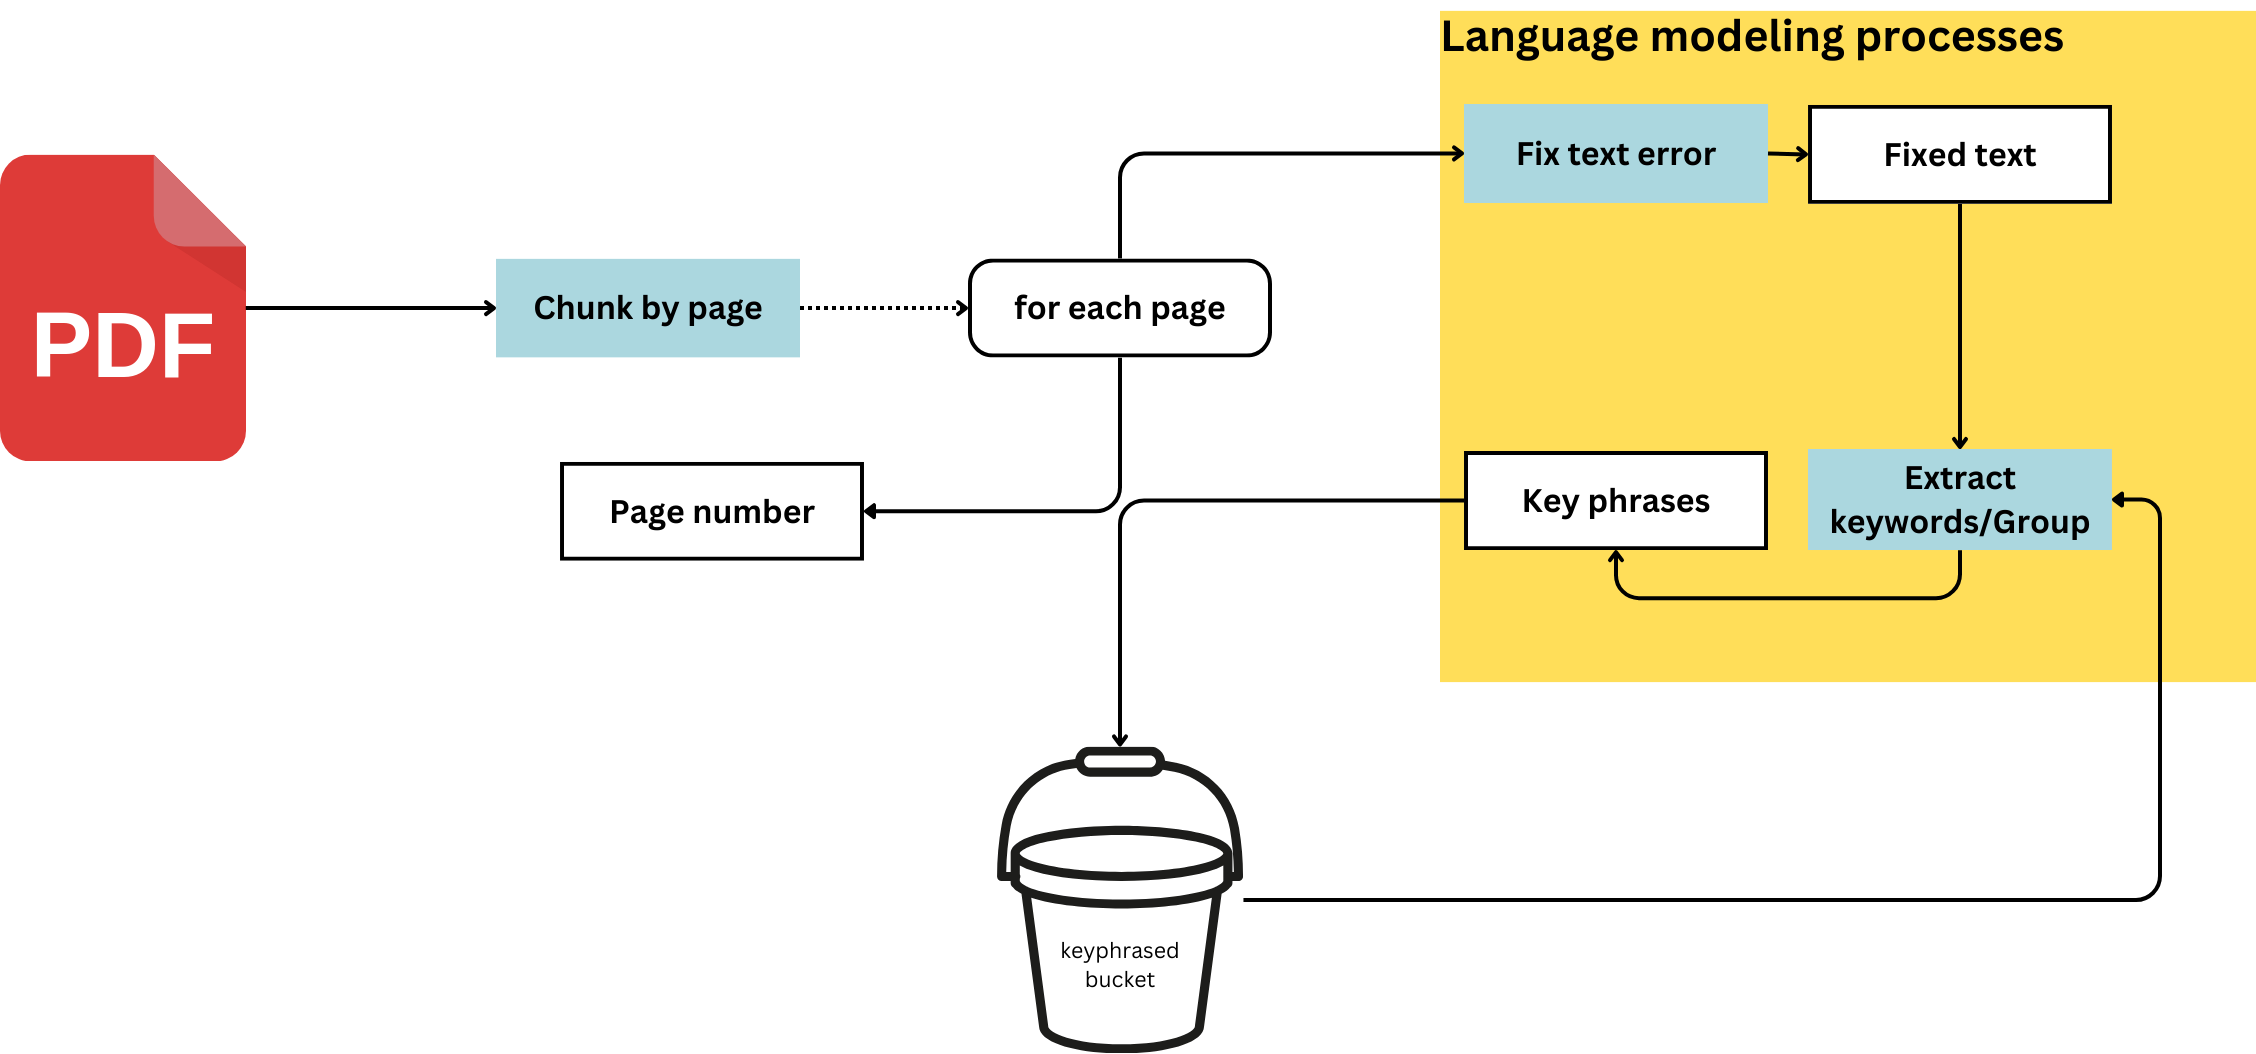 Language modeling processes
Fix text error
Fixed text
PDF
Chunk by page
for each page
Page number
Key phrases
Extract
keywords/Group
keyphrased
bucket